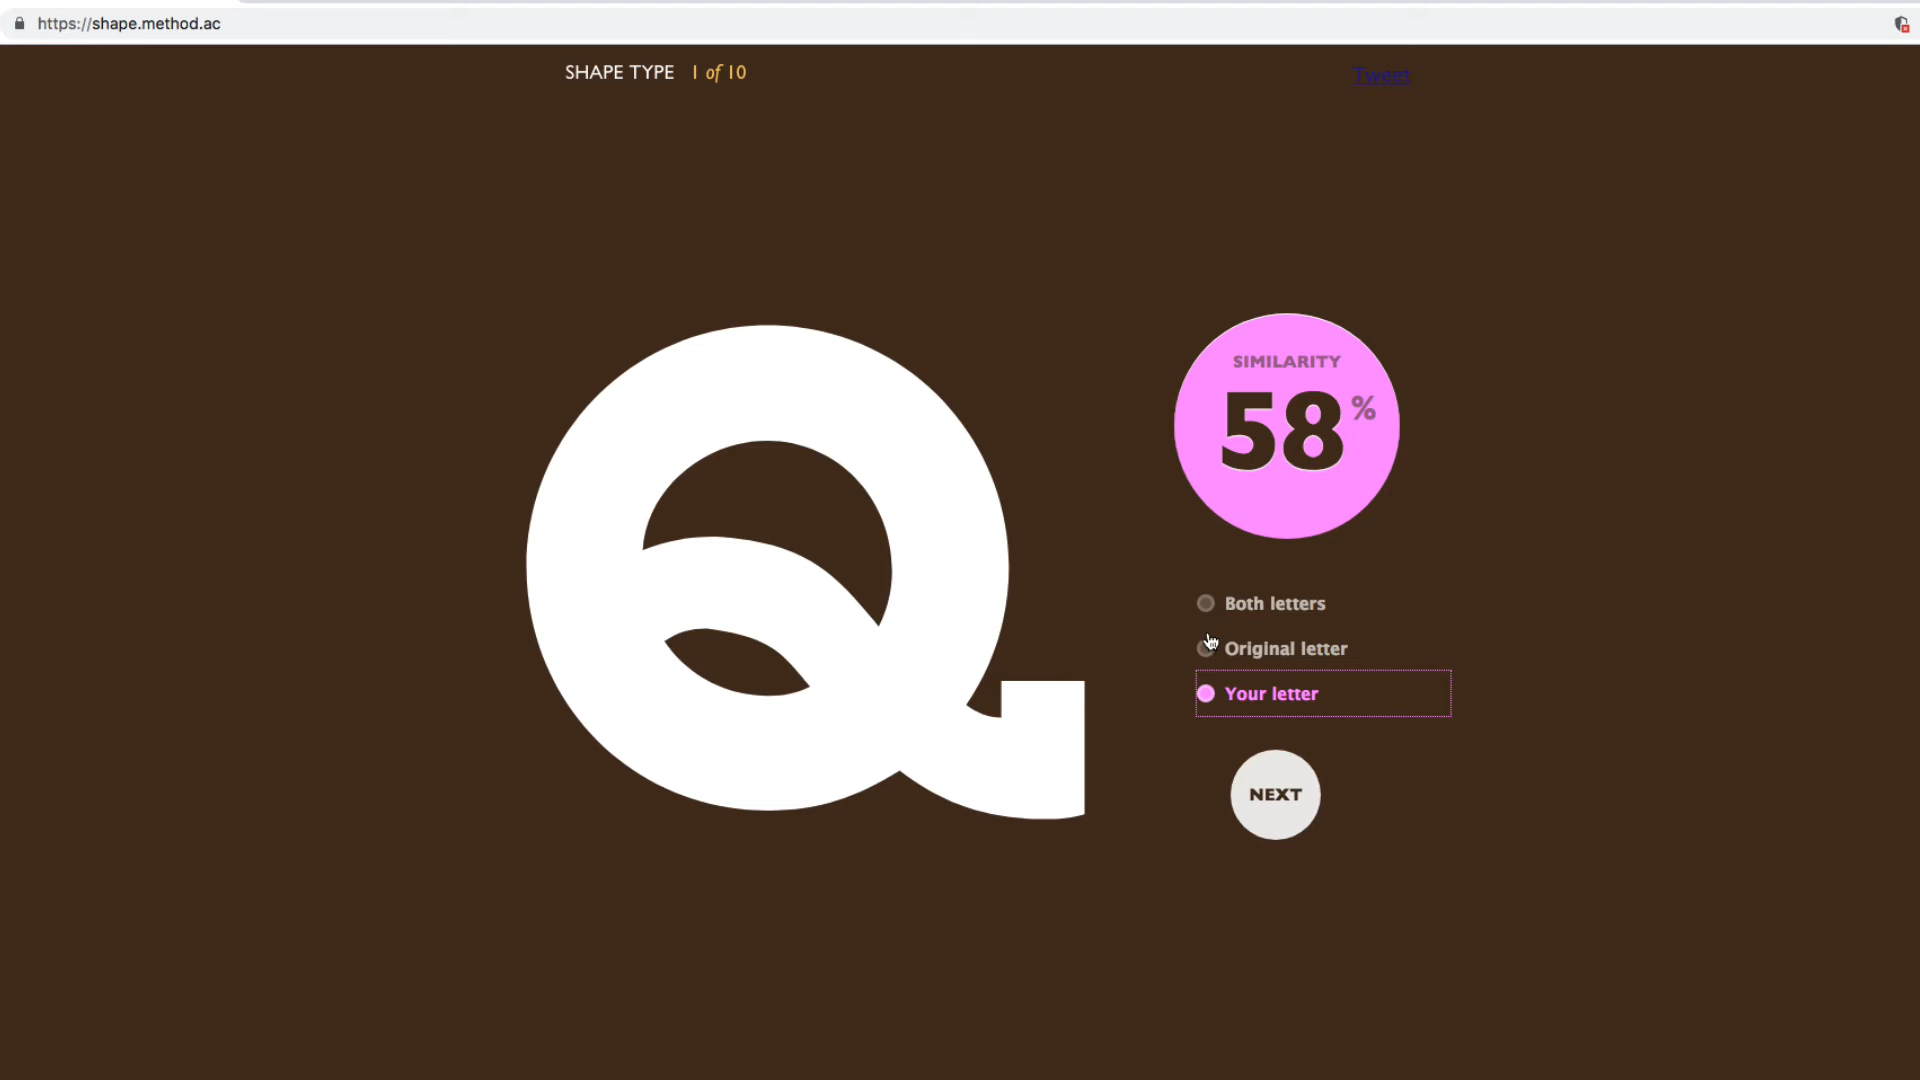 https://shape.method.ac
SHAPE TYPE 1 of 10
Tweet
Q
SIMILARITY
58%
Both letters
Original letter
Your letter
NEXT